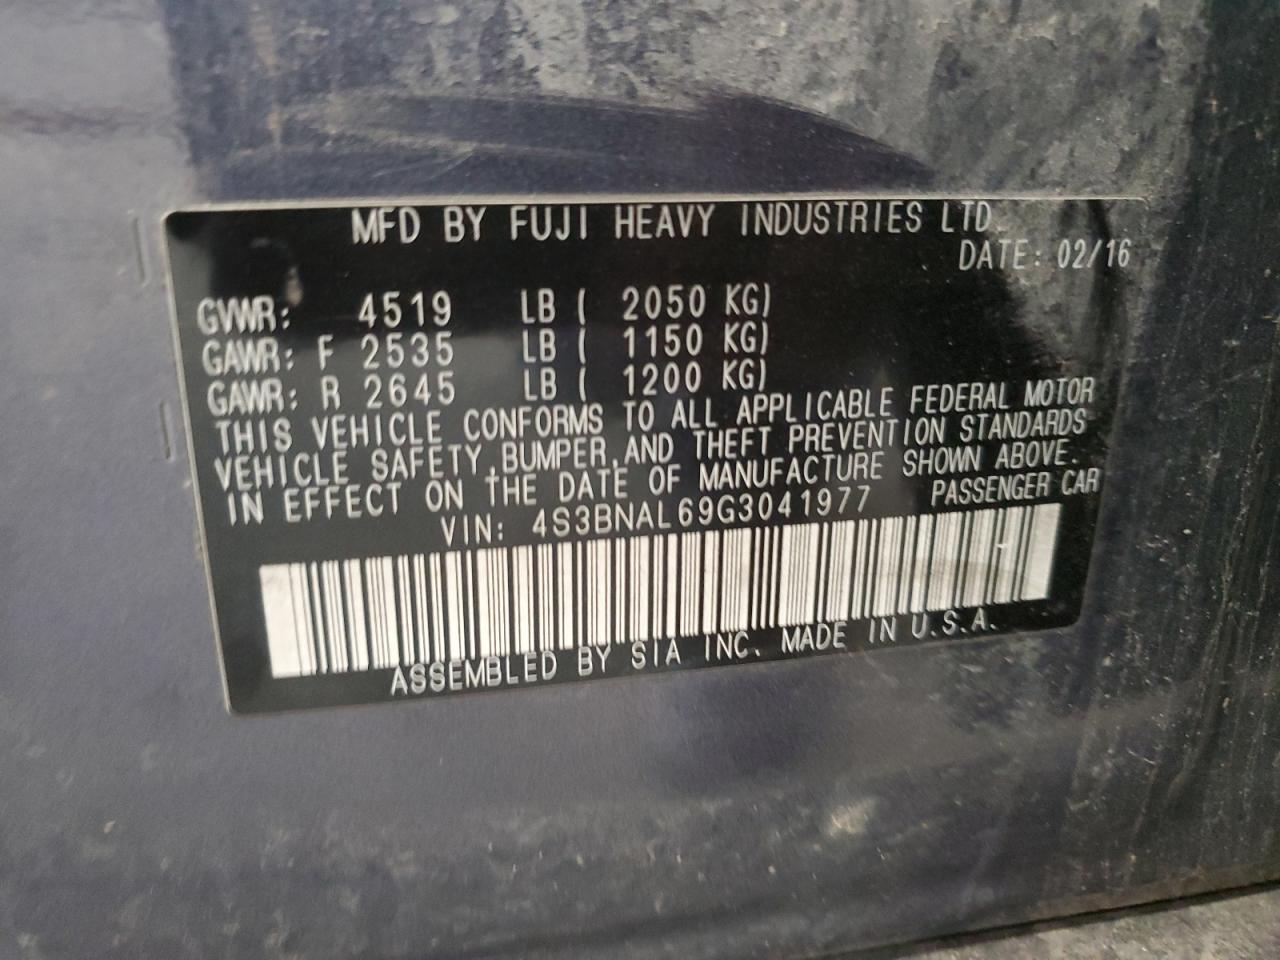 MFD BY FUJI HEAVY INDUSTRIES LTD.
DATE: 02/16
GVWR: 4519 LB ( 2050 KG)
GAWR: F 2535 LB ( 1150 KG)
GAWR: R 2645 LB ( 1200 KG)
THIS VEHICLE CONFORMS TO ALL APPLICABLE FEDERAL MOTOR
VEHICLE SAFETY, BUMPER, AND THEFT PREVENTION STANDARDS
IN EFFECT ON THE DATE OF MANUFACTURE SHOWN ABOVE.
VIN: 4S3BNAL69G3041977 PASSENGER CAR
ASSEMBLED BY SIA INC. MADE IN U.S.A.